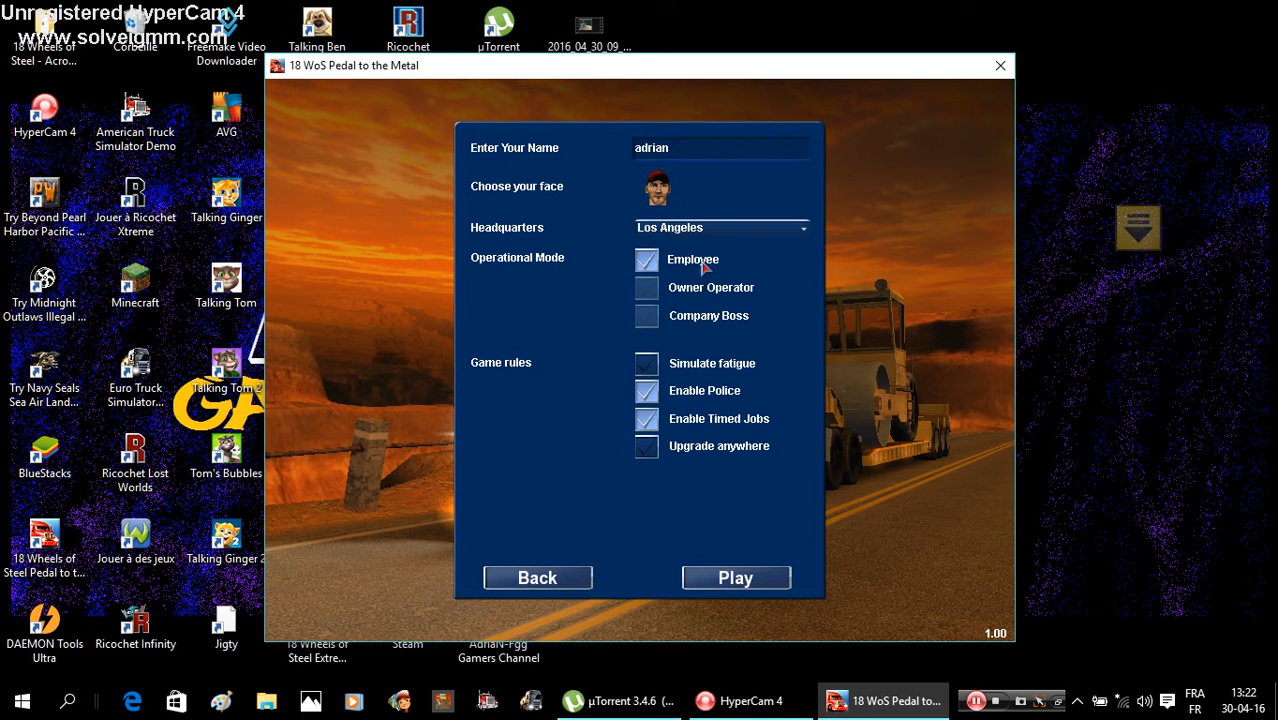 Unregistered HyperCam 4
www.solveigmm.com
18 Wheels of
Steel - Acro...
Corbeille
Freemake Video
Downloader
Talking Ben
Ricochet
µTorrent
2016_04_30_09_...
HyperCam 4
American Truck
Simulator Demo
AVG
Try Beyond Pearl
Harbor Pacific ...
Jouer à Ricochet
Xtreme
Talking Ginger
Try Midnight
Outlaws Illegal ...
Minecraft
Talking Tom
Try Navy Seals
Sea Air Land...
Euro Truck
Simulator...
Talking Tom 2
BlueStacks
Ricochet Lost
Worlds
Tom's Bubbles
18 Wheels of
Steel Pedal to t...
Jouer à des jeux
Talking Ginger 2
DAEMON Tools
Ultra
Ricochet Infinity
Jigty
18 Wheels of
Steel Extre...
Steam
AdriaN-Fgg
Gamers Channel
18 WoS Pedal to the Metal
Enter Your Name
adrian
Choose your face
Headquarters
Los Angeles
Operational Mode
Employee
Owner Operator
Company Boss
Game rules
Simulate fatigue
Enable Police
Enable Timed Jobs
Upgrade anywhere
Back
Play
1.00
µTorrent 3.4.6 (...
HyperCam 4
18 WoS Pedal to...
FRA
FR
13:22
30-04-16